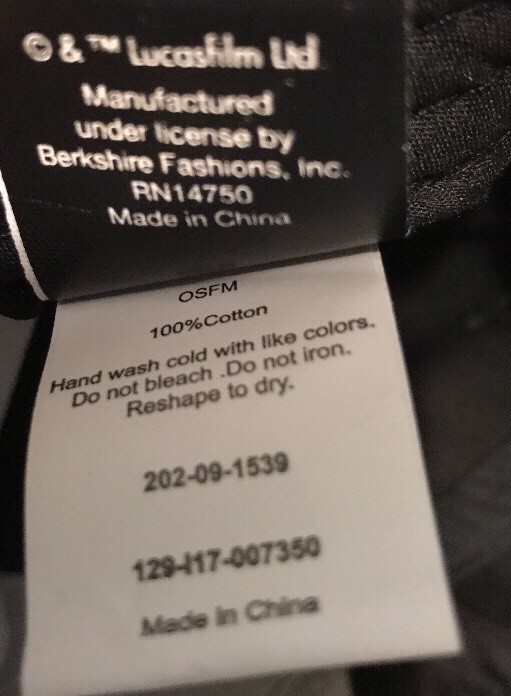 © & ™ Lucasfilm Ltd
Manufactured
under license by
Berkshire Fashions, Inc.
RN14750
Made in China
OSFM
100%Cotton
Hand wash cold with like colors.
Do not bleach .Do not iron.
Reshape to dry.
202-09-1539
129-I17-007350
Made in China